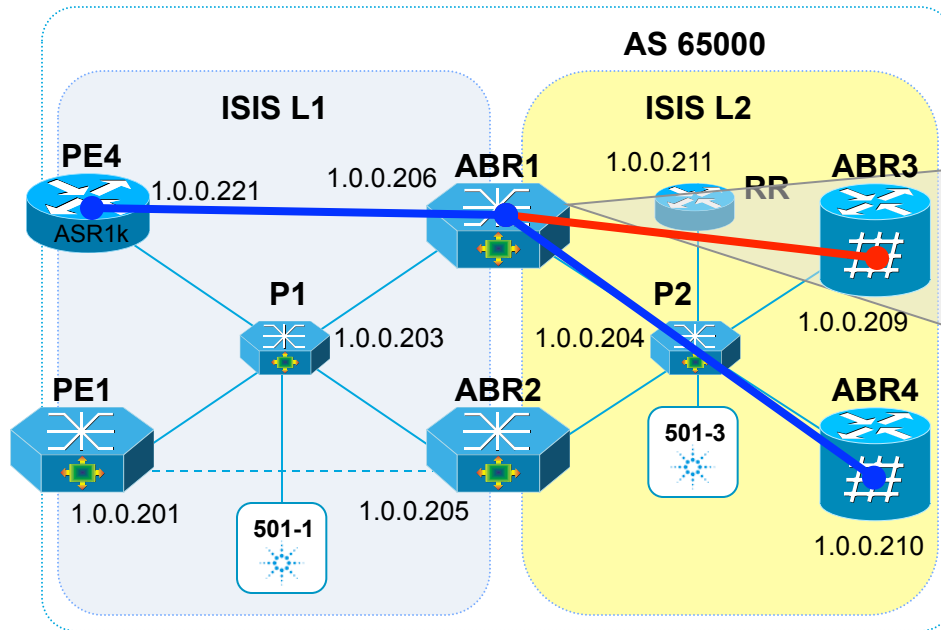 AS 65000
ISIS L1
ISIS L2
PE4
1.0.0.221
ASR1k
1.0.0.206
ABR1
1.0.0.211
RR
ABR3
P1
1.0.0.203
P2
1.0.0.204
1.0.0.209
PE1
1.0.0.201
ABR2
1.0.0.205
ABR4
1.0.0.210
501-1
501-3